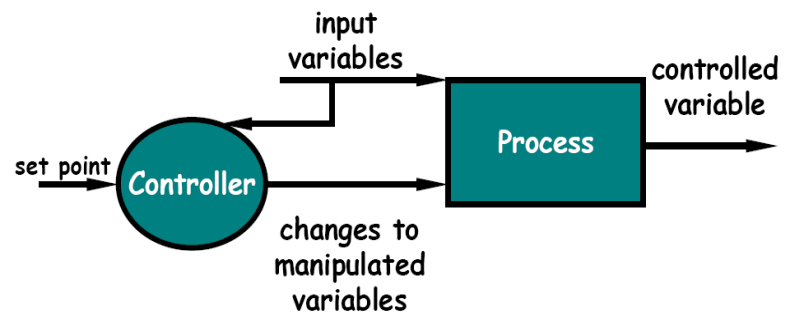 input
variables
controlled
variable
Process
set point
Controller
changes to
manipulated
variables